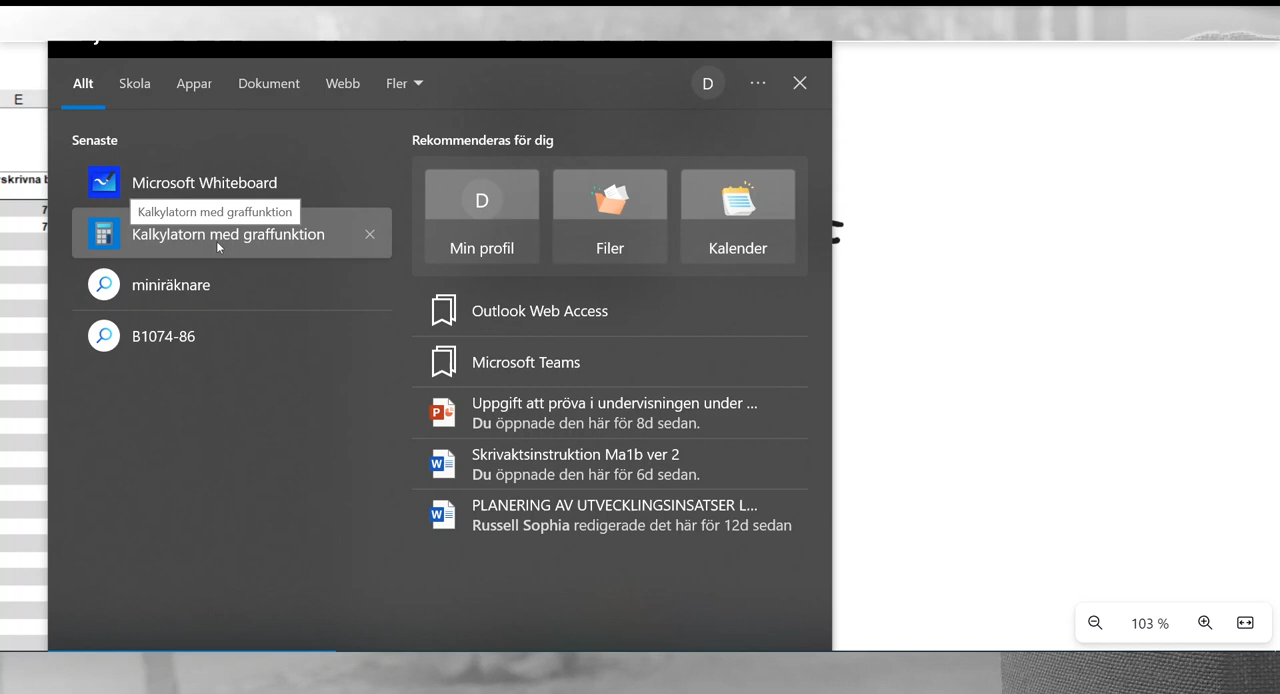 Allt Skola Appar Dokument Webb Fler D ...
E
Senaste
Rekommenderas för dig
Microsoft Whiteboard
Kalkylatorn med graffunktion
Kalkylatorn med graffunktion
miniräknare
B1074-86
D
Min profil Filer Kalender
Outlook Web Access
Microsoft Teams
Uppgift att pröva i undervisningen under ...
Du öppnade den här för 8d sedan.
Skrivaktsinstruktion Ma1b ver 2
Du öppnade den här för 6d sedan.
PLANERING AV UTVECKLINGSINSATSER L...
Russell Sophia redigerade det här för 12d sedan
skrivna b
7
7
103 %